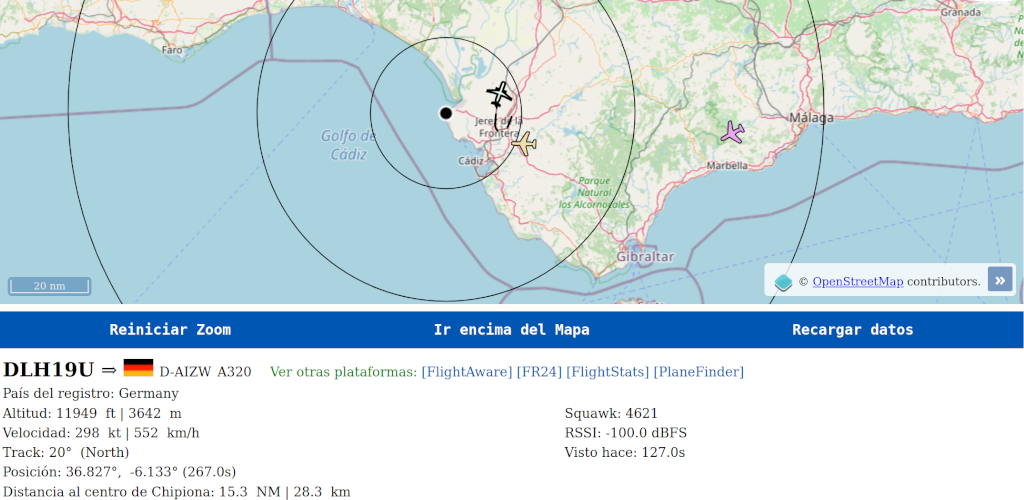 Granada
Faro
Málaga
Golfo de
Cádiz
Jerez de la
Frontera
Cádiz
Marbella
Parque
Natural
los Alcornocales
Gibraltar
20 nm
© OpenStreetMap contributors. »
Reiniciar Zoom Ir encima del Mapa Recargar datos
DLH19U ⇒ D-AIZW A320 Ver otras plataformas: [FlightAware] [FR24] [FlightStats] [PlaneFinder]
País del registro: Germany
Altitud: 11949 ft | 3642 m Squawk: 4621
Velocidad: 298 kt | 552 km/h RSSI: -100.0 dBFS
Track: 20° (North) Visto hace: 127.0s
Posición: 36.827°, -6.133° (267.0s)
Distancia al centro de Chipiona: 15.3 NM | 28.3 km